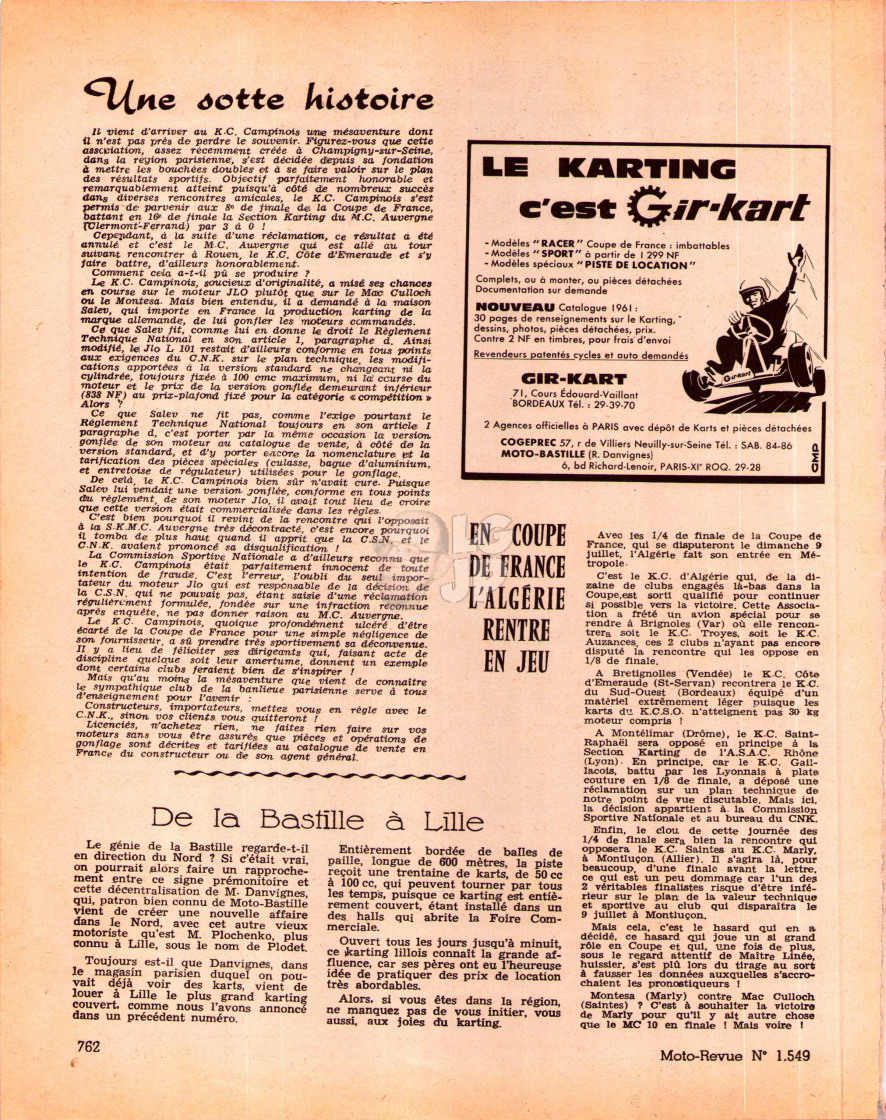 Une sotte histoire
Il vient d'arriver au K.C. Campinois une mésaventure dont
il n'est pas près de perdre le souvenir. Figurez-vous que cette
association, assez récemment créée à Champigny-sur-Seine,
dans la région parisienne, s'est décidée depuis sa fondation
à mettre les bouchées doubles et à se faire valoir sur le plan
des résultats sportifs. Objectif parfaitement honorable et
remarquablement atteint puisqu'à côté de nombreux succès
dans diverses rencontres amicales, le K.C. Campinois s'est
permis de parvenir aux 8e de finale de la Coupe de France,
battant en 16e de finale la Section Karting du M.C. Auvergne
(Clermont-Ferrand) par 3 à 0 !
Cependant, à la suite d'une réclamation, ce résultat a été
annulé et c'est le M.C. Auvergne qui est allé au tour
suivant rencontrer à Rouen, le K.C. Côte d'Emeraude et s'y
faire battre, d'ailleurs honorablement.
Comment cela a-t-il pû se produire ?
Le K.C. Campinois, soucieux d'originalité, a misé ses chances
en course sur le moteur JLO plutôt que sur le Mac Culloch
ou le Montesa. Mais bien entendu, il a demandé à la maison
Salev, qui importe en France la production karting de la
marque allemande, de lui gonfler les moteurs commandés.
Ce que Salev fit, comme lui en donne le droit le Règlement
Technique National en son article 1, paragraphe d. Ainsi
modifié, le Jlo L 101 restait d'ailleurs conforme en tous points
aux exigences du C.N.K. sur le plan technique, les modifi-
cations apportées à la version standard ne changeant ni la
cylindrée, toujours fixée à 100 cmc maximum, ni la course du
moteur et le prix de la version gonflée demeurant inférieur
(838 NF) au prix-plafond fixé pour la catégorie « compétition »
Alors ?
Ce que Salev ne fit pas, comme l'exige pourtant le
Règlement Technique National toujours en son article I
paragraphe d, c'est porter par la même occasion la version
gonflée de son moteur au catalogue de vente, à côté de la
version standard, et d'y porter encore la nomenclature et la
tarification des pièces spéciales (culasse, bague d'aluminium,
et entretoise de régulateur) utilisées pour le gonflage.
De celà, le K.C. Campinois bien sûr n'avait cure. Puisque
Salev lui vendait une version gonflée, conforme en tous points
du règlement, de son moteur Jlo, il avait tout lieu de croire
que cette version était commercialisée dans les règles.
C'est bien pourquoi il revint de la rencontre qui l'opposait
à la S.K.M.C. Auvergne très décontracté, c'est encore pourquoi
il tomba de plus haut quand il apprit que la C.S.N. et le
C.N.K. avaient prononcé sa disqualification !
La Commission Sportive Nationale a d'ailleurs reconnu que
le K.C. Campinois était parfaitement innocent de toute
intention de fraude. C'est l'erreur, l'oubli du seul impor-
tateur du moteur Jlo qui est responsable de la décision de
la C.S.N. qui ne pouvait pas, étant saisie d'une réclamation
régulièrement formulée, fondée sur une infraction reconnue
après enquête, ne pas donner raison au M.C. Auvergne.
Le K.C. Campinois, quoique profondément ulcéré d'être
écarté de la Coupe de France pour une simple négligence de
son fournisseur, a sû prendre très sportivement sa déconvenue.
Il y a lieu de féliciter ses dirigeants qui, faisant acte de
discipline quelque soit leur amertume, donnent un exemple
dont certains clubs feraient bien de s'inspirer !
Mais qu'au moins la mésaventure que vient de connaître
le sympathique club de la banlieue parisienne serve à tous
d'enseignement pour l'avenir :
Constructeurs, importateurs, mettez vous en règle avec le
C.N.K., sinon vos clients vous quitteront !
Licenciés, n'achetez rien, ne faites rien faire sur vos
moteurs sans vous être assurés que pièces et opérations de
gonflage sont décrites et tarifiées au catalogue de vente en
France du constructeur ou de son agent général.
LE KARTING
c'est Gir-kart
- Modèles "RACER" Coupe de France : imbattables
- Modèles "SPORT" à partir de 1 299 NF
- Modèles spéciaux "PISTE DE LOCATION"
Complets, ou à monter, ou pièces détachées
Documentation sur demande
NOUVEAU Catalogue 1961 :
30 pages de renseignements sur le Karting,
dessins, photos, pièces détachées, prix.
Contre 2 NF en timbres, pour frais d'envoi
Revendeurs patentés cycles et auto demandés
Gir-kart
GIR-KART
71, Cours Édouard-Vaillant
BORDEAUX Tél. : 29-39-70
2 Agences officielles à PARIS avec dépôt de Karts et pièces détachées
COGEPREC 57, r de Villiers Neuilly-sur-Seine Tél. : SAB. 84-86
MOTO-BASTILLE (R. Danvignes)
6, bd Richard-Lenoir, PARIS-XIe ROQ. 29-28
GMP
EN COUPE
DE FRANCE
L'ALGÉRIE
RENTRE
EN JEU
Avec les 1/4 de finale de la Coupe de
France, qui se disputeront le dimanche 9
juillet, l'Algérie fait son entrée en Mé-
tropole.
C'est le K.C. d'Algérie qui, de la di-
zaine de clubs engagés là-bas dans la
Coupe,est sorti qualifié pour continuer
si possible vers la victoire. Cette Associa-
tion a frété un avion spécial pour se
rendre à Brignoles (Var) où elle rencon-
trera soit le K.C. Troyes, soit le K.C.
Auzances, ces 2 clubs n'ayant pas encore
disputé la rencontre qui les oppose en
1/8 de finale.
A Bretignolles (Vendée) le K.C. Côte
d'Emeraude (St-Servan) recontrera le K.C.
du Sud-Ouest (Bordeaux) équipé d'un
matériel extrêmement léger puisque les
karts du K.C.S.O. n'atteignent pas 30 kg
moteur compris !
A Montélimar (Drôme), le K.C. Saint-
Raphaël sera opposé en principe à la
Section Karting de l'A.S.A.C. Rhône
(Lyon). En principe, car le K.C. Gail-
lacois, battu par les Lyonnais à plate
couture en 1/8 de finale, a déposé une
réclamation sur un plan technique de
notre point de vue discutable. Mais ici,
la décision appartient à la Commission
Sportive Nationale et au bureau du CNK.
Enfin, le clou de cette journée des
1/4 de finale sera bien la rencontre qui
opposera le K.C. Saintes au K.C. Marly,
à Montluçon (Allier). Il s'agira là, pour
beaucoup, d'une finale avant la lettre,
ce qui est un peu dommage car l'un des
2 véritables finalistes risque d'être infé-
rieur sur le plan de la valeur technique
et sportive au club qui disparaîtra le
9 juillet à Montluçon.
Mais cela, c'est le hasard qui en a
décidé, ce hasard qui joue un si grand
rôle en Coupe et qui, une fois de plus,
sous le regard attentif de Maître Linée,
huissier, s'est plû lors du tirage au sort
à fausser les données auxquelles s'accro-
chaient les pronostiqueurs !
Montesa (Marly) contre Mac Culloch
(Saintes) ? C'est à souhaiter la victoire
de Marly pour qu'il y ait autre chose
que le MC 10 en finale ! Mais voire !
De la Bastille à Lille
Le génie de la Bastille regarde-t-il
en direction du Nord ? Si c'était vrai,
on pourrait alors faire un rapproche-
ment entre ce signe prémonitoire et
cette décentralisation de M. Danvignes,
qui, patron bien connu de Moto-Bastille
vient de créer une nouvelle affaire
dans le Nord, avec cet autre vieux
motoriste qu'est M. Plochenko, plus
connu à Lille, sous le nom de Plodet.
Toujours est-il que Danvignes, dans
le magasin parisien duquel on pou-
vait déjà voir des karts, vient de
louer à Lille le plus grand karting
couvert, comme nous l'avons annoncé
dans un précédent numéro.
Entièrement bordée de balles de
paille, longue de 600 mètres, la piste
reçoit une trentaine de karts, de 50 cc
à 100 cc, qui peuvent tourner par tous
les temps, puisque ce karting est entiè-
rement couvert, étant installé dans un
des halls qui abrite la Foire Com-
merciale.
Ouvert tous les jours jusqu'à minuit,
ce karting lillois connaît la grande af-
fluence, car ses pères ont eu l'heureuse
idée de pratiquer des prix de location
très abordables.
Alors, si vous êtes dans la région,
ne manquez pas de vous initier, vous
aussi, aux joies du karting.
762
Moto-Revue N° 1.549